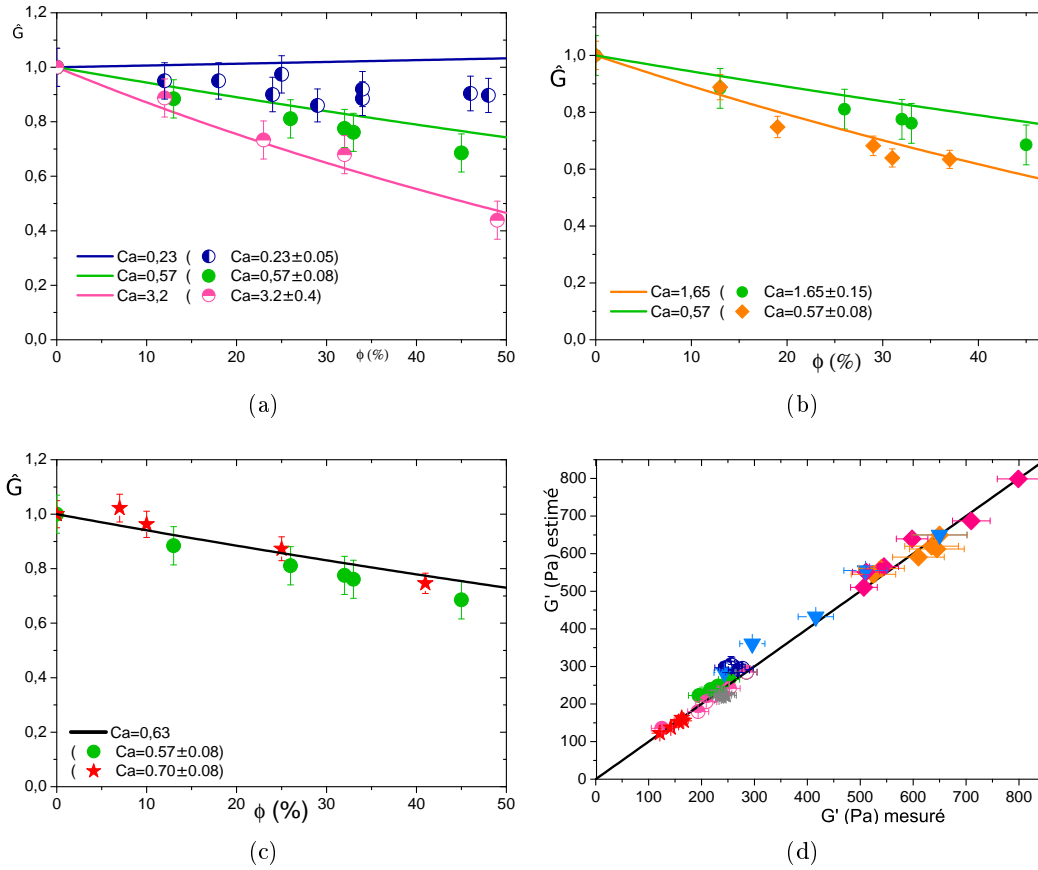 1,2
Ĝ
1,0
0,8
0,6
0,4
0,2
0,0
Ca=0,23 ( Ca=0.23±0.05)
Ca=0,57 ( Ca=0,57±0.08)
Ca=3,2 ( Ca=3.2±0.4)
0 10 20 30 40 50
ϕ (%)
(a)
1,0
Ĝ
0,8
0,6
0,4
0,2
0,0
Ca=1,65 ( Ca=1.65±0.15)
Ca=0,57 ( Ca=0.57±0.08)
0 10 20 30 40
ϕ (%)
(b)
1,2
Ĝ
1,0
0,8
0,6
0,4
0,2
0,0
Ca=0,63
( Ca=0.57±0.08)
( Ca=0.70±0.08)
0 10 20 30 40 50
ϕ (%)
(c)
G' (Pa) estimé
800
700
600
500
400
300
200
100
0
0 100 200 300 400 500 600 700 800
G' (Pa) mesuré
(d)